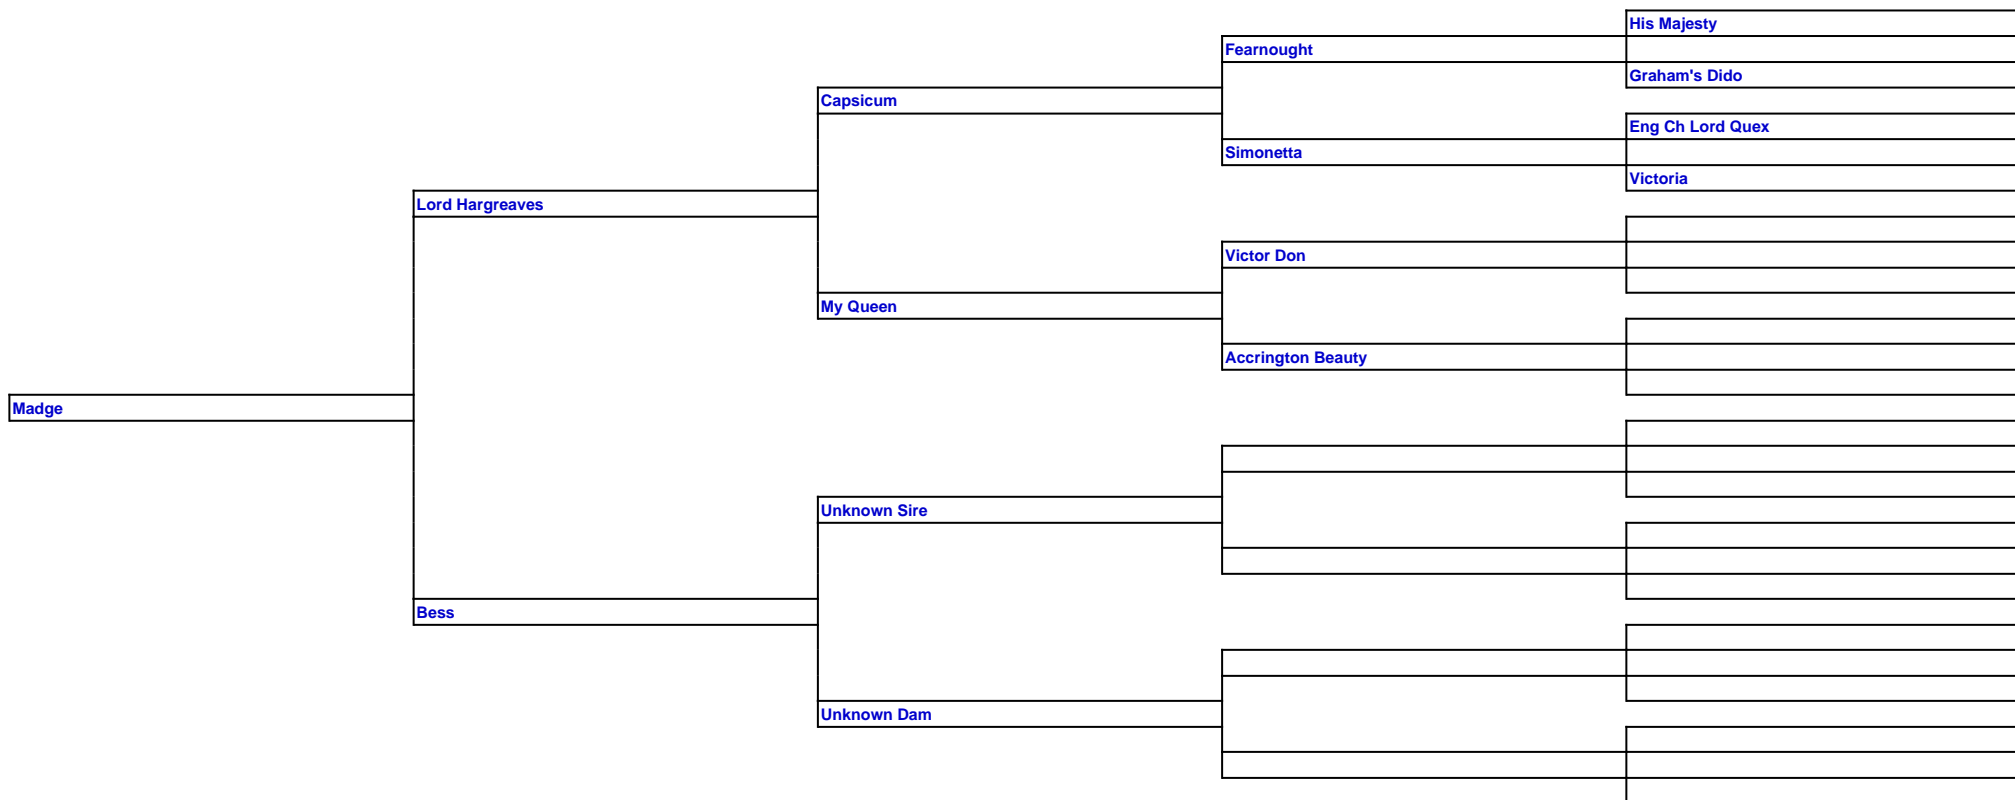 His Majesty
Fearnought
Graham's Dido
Capsicum
Eng Ch Lord Quex
Simonetta
Victoria
Lord Hargreaves
Victor Don
My Queen
Accrington Beauty
Madge
Unknown Sire
Bess
Unknown Dam